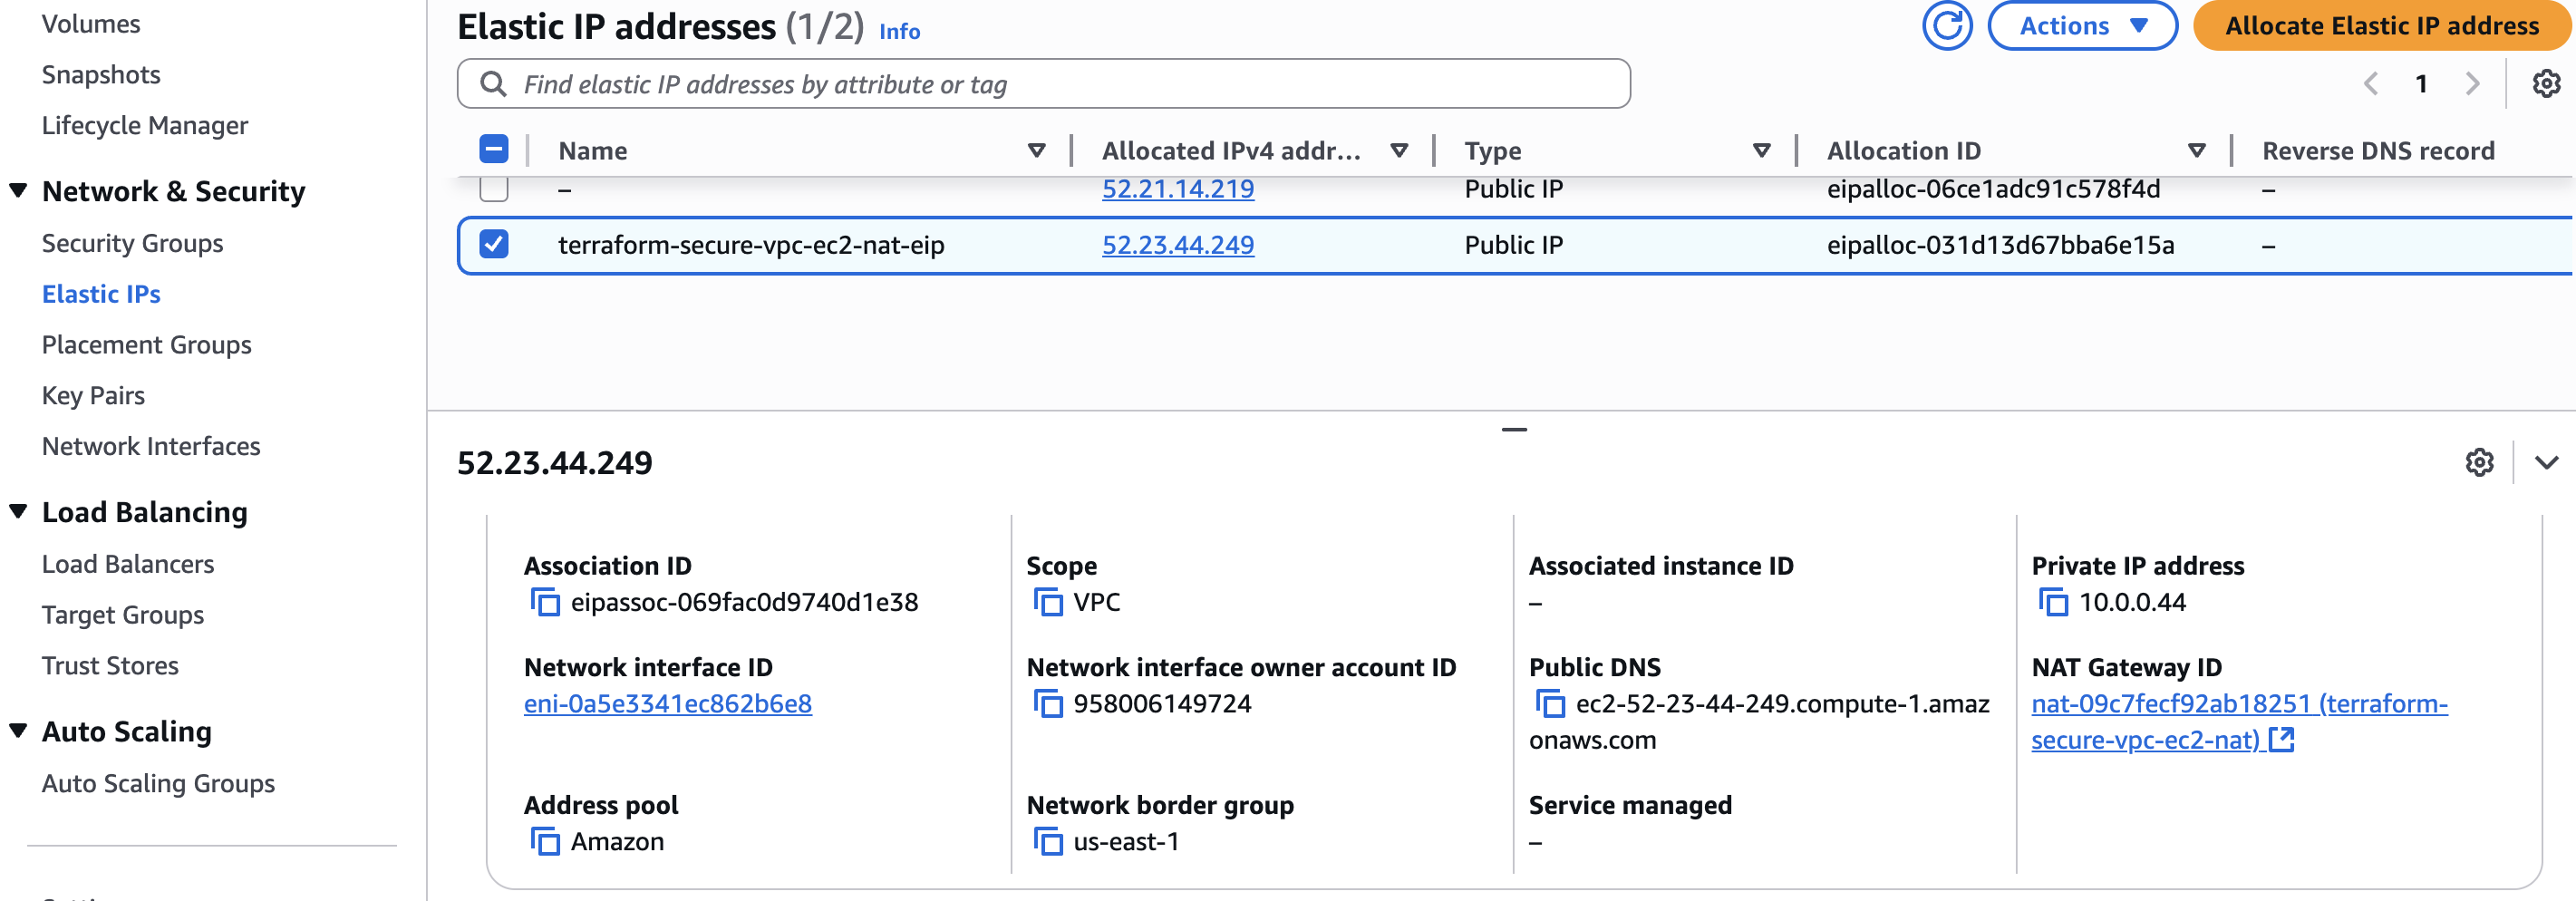 Volumes
Snapshots
Lifecycle Manager
Network & Security
Security Groups
Elastic IPs
Placement Groups
Key Pairs
Network Interfaces
Load Balancing
Load Balancers
Target Groups
Trust Stores
Auto Scaling
Auto Scaling Groups
Elastic IP addresses (1/2) Info
Actions
Allocate Elastic IP address
Find elastic IP addresses by attribute or tag
1
Name Allocated IPv4 addr... Type Allocation ID Reverse DNS record
– 52.21.14.219 Public IP eipalloc-06ce1adc91c578f4d –
terraform-secure-vpc-ec2-nat-eip 52.23.44.249 Public IP eipalloc-031d13d67bba6e15a –
52.23.44.249
Association ID
eipassoc-069fac0d9740d1e38
Scope
VPC
Associated instance ID
–
Private IP address
10.0.0.44
Network interface ID
eni-0a5e3341ec862b6e8
Network interface owner account ID
958006149724
Public DNS
ec2-52-23-44-249.compute-1.amaz
onaws.com
NAT Gateway ID
nat-09c7fecf92ab18251 (terraform-
secure-vpc-ec2-nat)
Address pool
Amazon
Network border group
us-east-1
Service managed
–